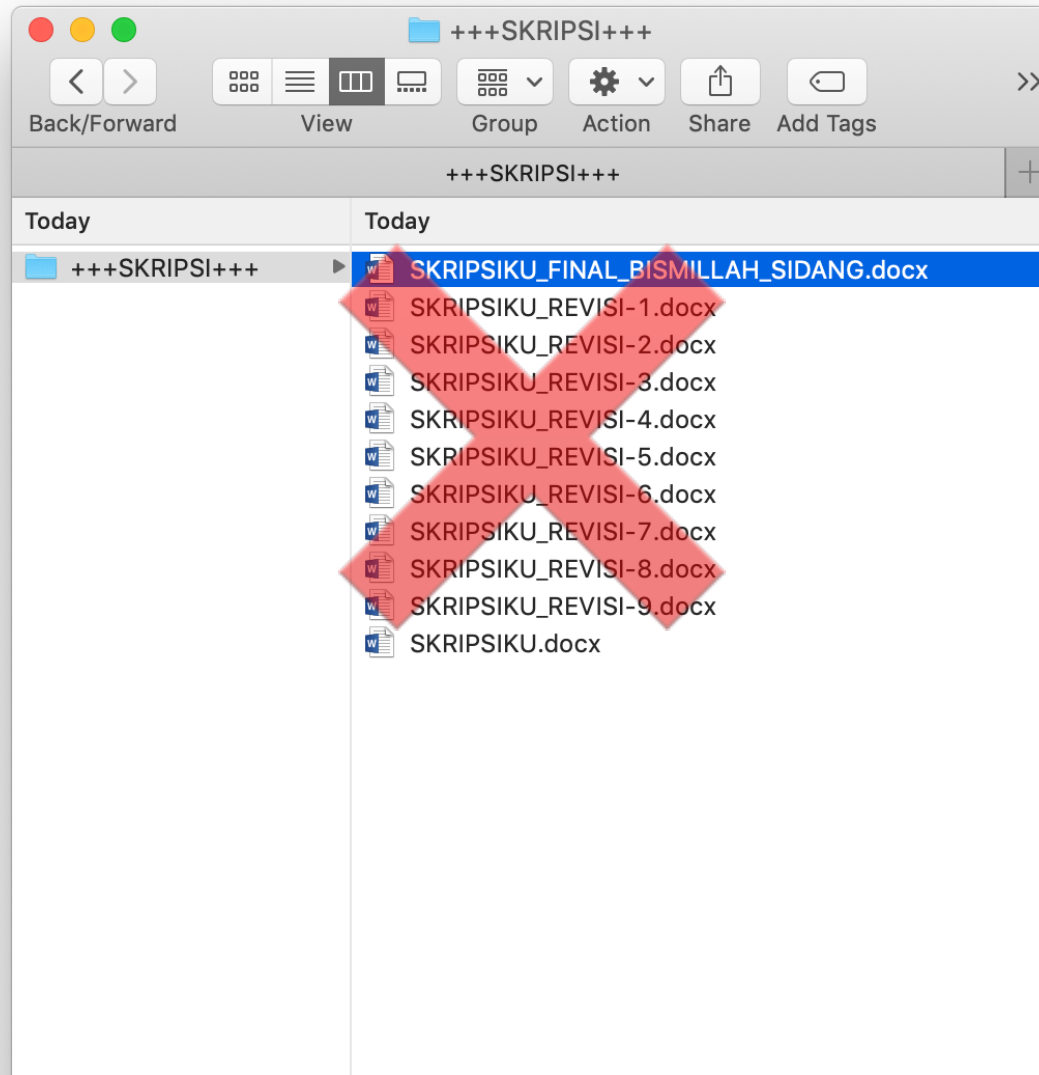 +++SKRIPSI+++
Back/Forward View Group Action Share Add Tags
+++SKRIPSI+++
Today Today
+++SKRIPSI+++ SKRIPSIKU_FINAL_BISMILLAH_SIDANG.docx
SKRIPSIKU_REVISI-1.docx
SKRIPSIKU_REVISI-2.docx
SKRIPSIKU_REVISI-3.docx
SKRIPSIKU_REVISI-4.docx
SKRIPSIKU_REVISI-5.docx
SKRIPSIKU_REVISI-6.docx
SKRIPSIKU_REVISI-7.docx
SKRIPSIKU_REVISI-8.docx
SKRIPSIKU_REVISI-9.docx
SKRIPSIKU.docx